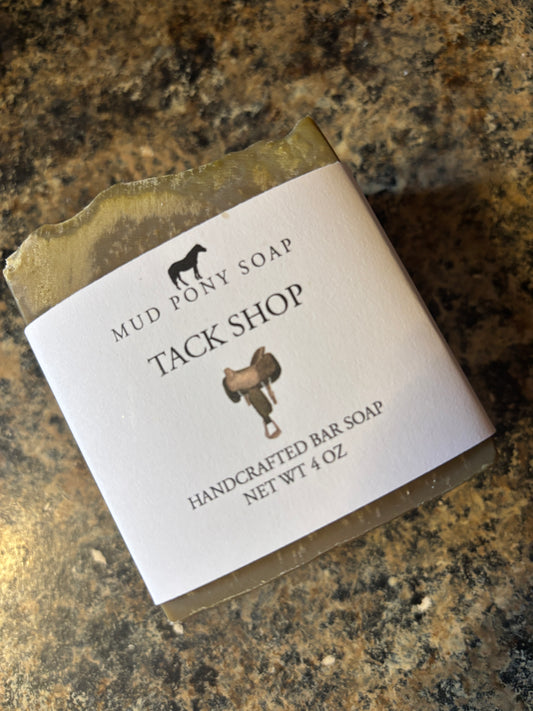 MUD PONY SOAP
TACK SHOP
HANDCRAFTED BAR SOAP
NET WT 4 OZ